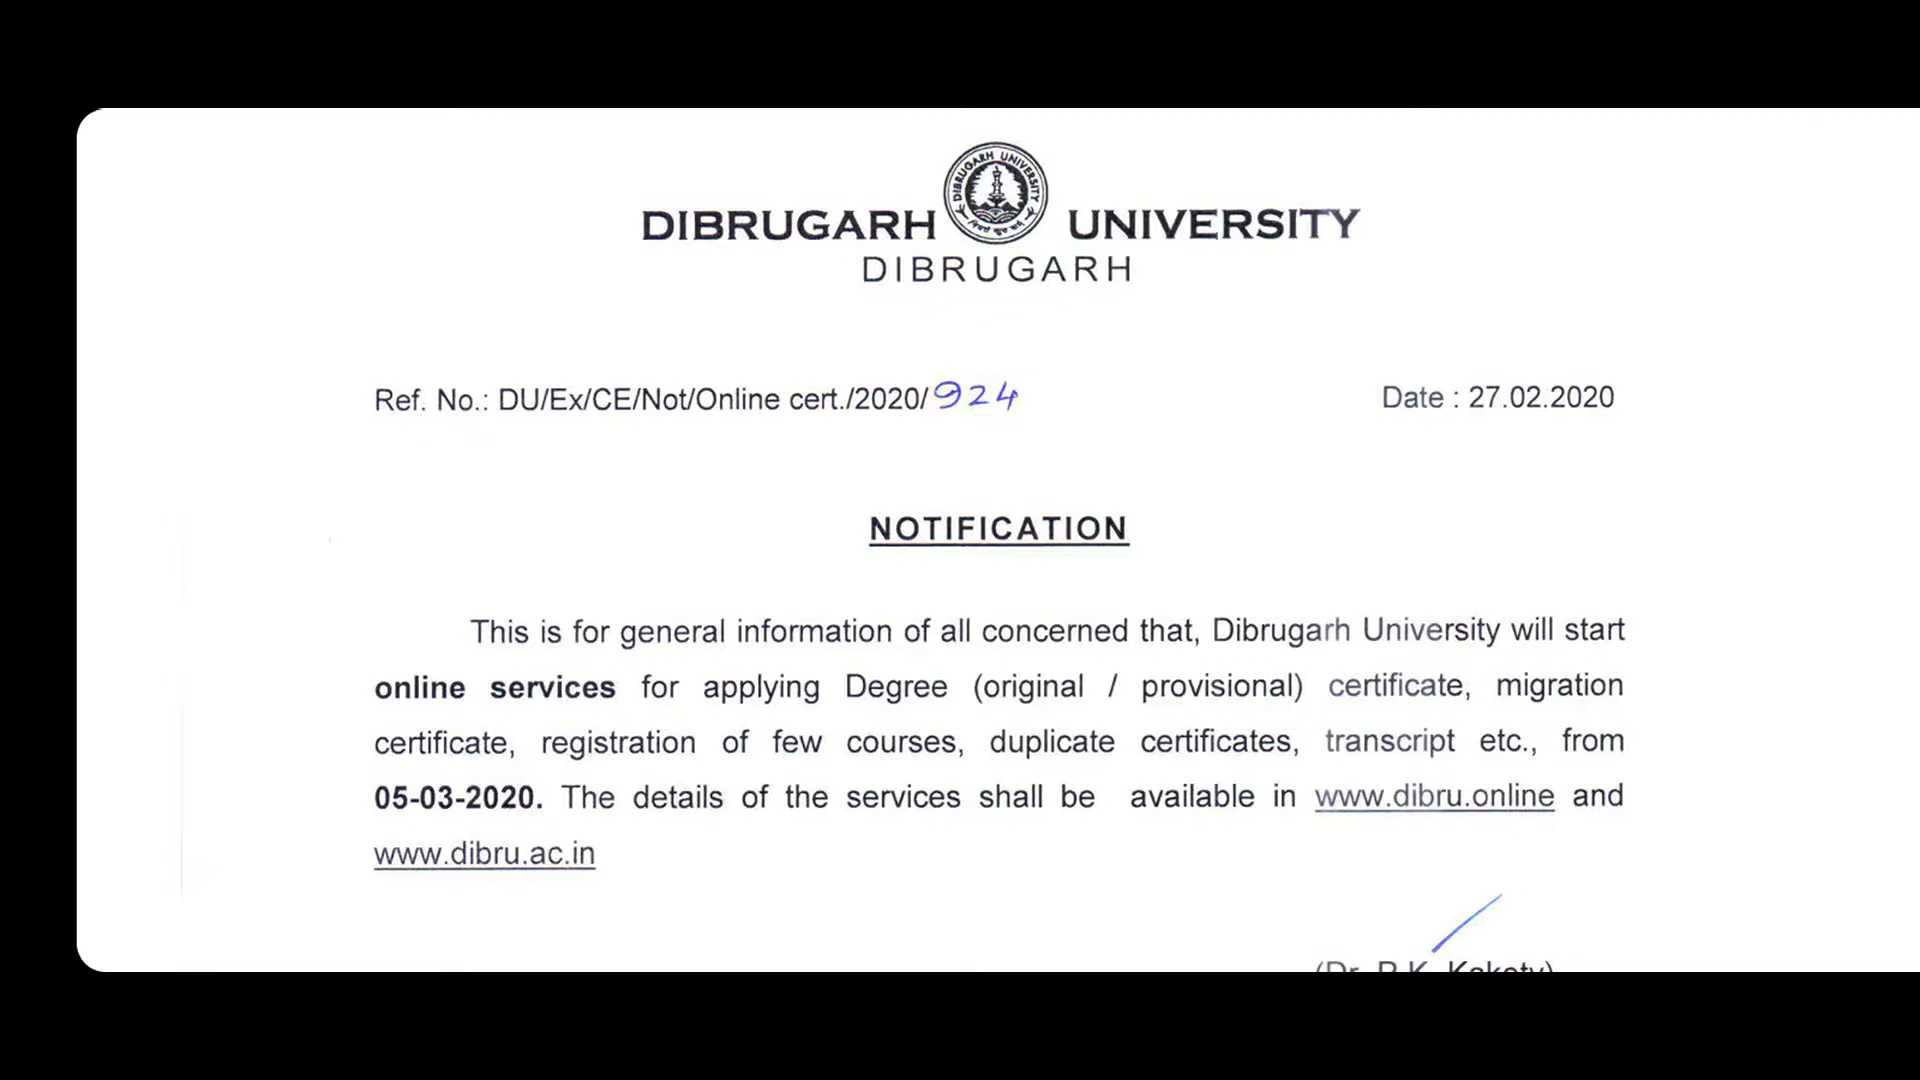 DIBRUGARH UNIVERSITY
DIBRUGARH UNIVERSITY
DIBRUGARH
Ref. No.: DU/Ex/CE/Not/Online cert./2020/924
Date : 27.02.2020
NOTIFICATION
This is for general information of all concerned that, Dibrugarh University will start
online services for applying Degree (original / provisional) certificate, migration
certificate, registration of few courses, duplicate certificates, transcript etc., from
05-03-2020. The details of the services shall be available in www.dibru.online and
www.dibru.ac.in